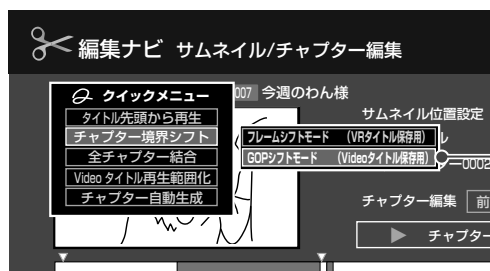 編集ナビ サムネイル/チャプター編集
クイックメニュー
007 今週のわん様
タイトル先頭から再生
サムネイル位置設定
チャプター境界シフト
フレームシフトモード (VRタイトル保存用)
ル
全チャプター結合
GOPシフトモード (Videoタイトル保存用)
0002
Video タイトル再生範囲化
チャプター自動生成
チャプター編集 前
チャプター